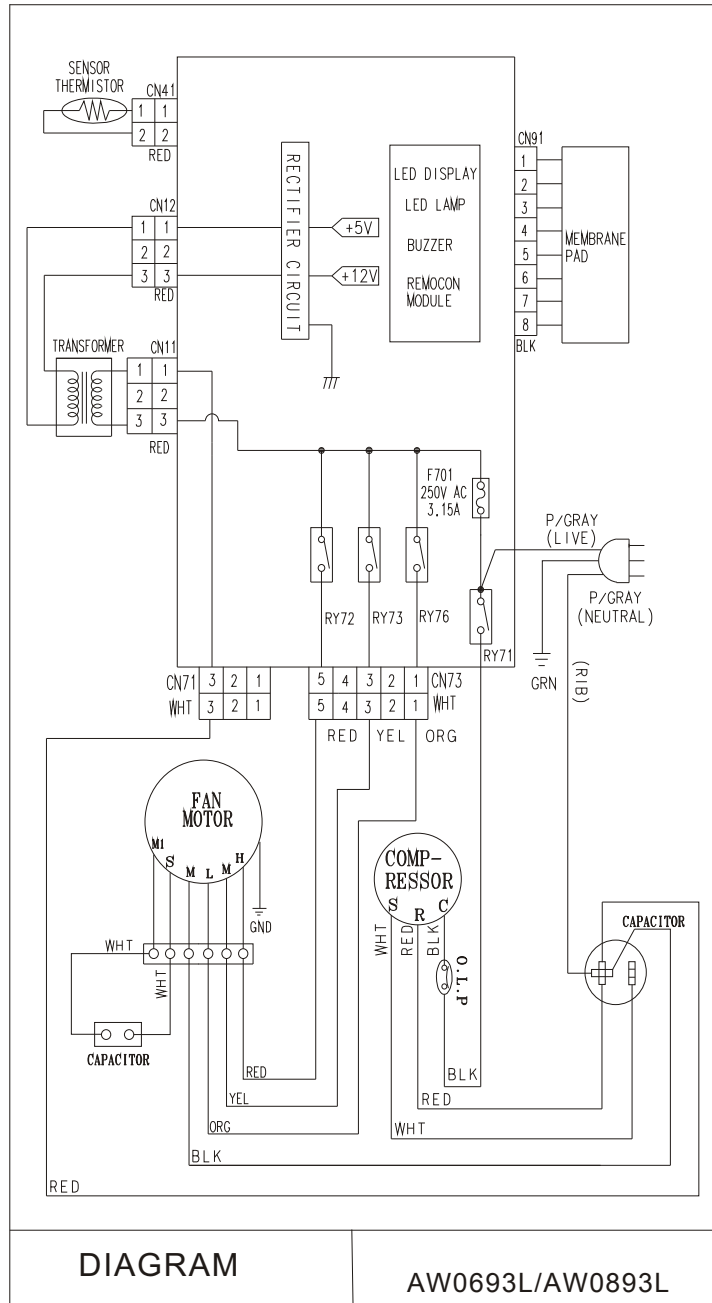 SENSOR
THERMISTOR
CN41
1 1
2 2
RED
CN12
1 1
2 2
3 3
RED
TRANSFORMER
CN11
1 1
2 2
3 3
RED
RECTIFIER CIRCUIT
+5V
+12V
LED DISPLAY
LED LAMP
BUZZER
REMOCON
MODULE
CN91
1
2
3
4
5
6
7
8
BLK
MEMBRANE
PAD
F701
250V AC
3.15A
RY72
RY73
RY76
RY71
P/GRAY
(LIVE)
P/GRAY
(NEUTRAL)
GRN
(RIB)
CN71
WHT
3 2 1
3 2 1
5 4 3 2 1
5 4 3 2 1
CN73
WHT
RED YEL ORG
FAN
MOTOR
M1 S M L M H
GND
WHT
WHT
CAPACITOR
COMP-
RESSOR
S R C
WHT
RED
BLK
O.L.P
CAPACITOR
RED
YEL
ORG
BLK
BLK
RED
WHT
RED
DIAGRAM
AW0693L/AW0893L